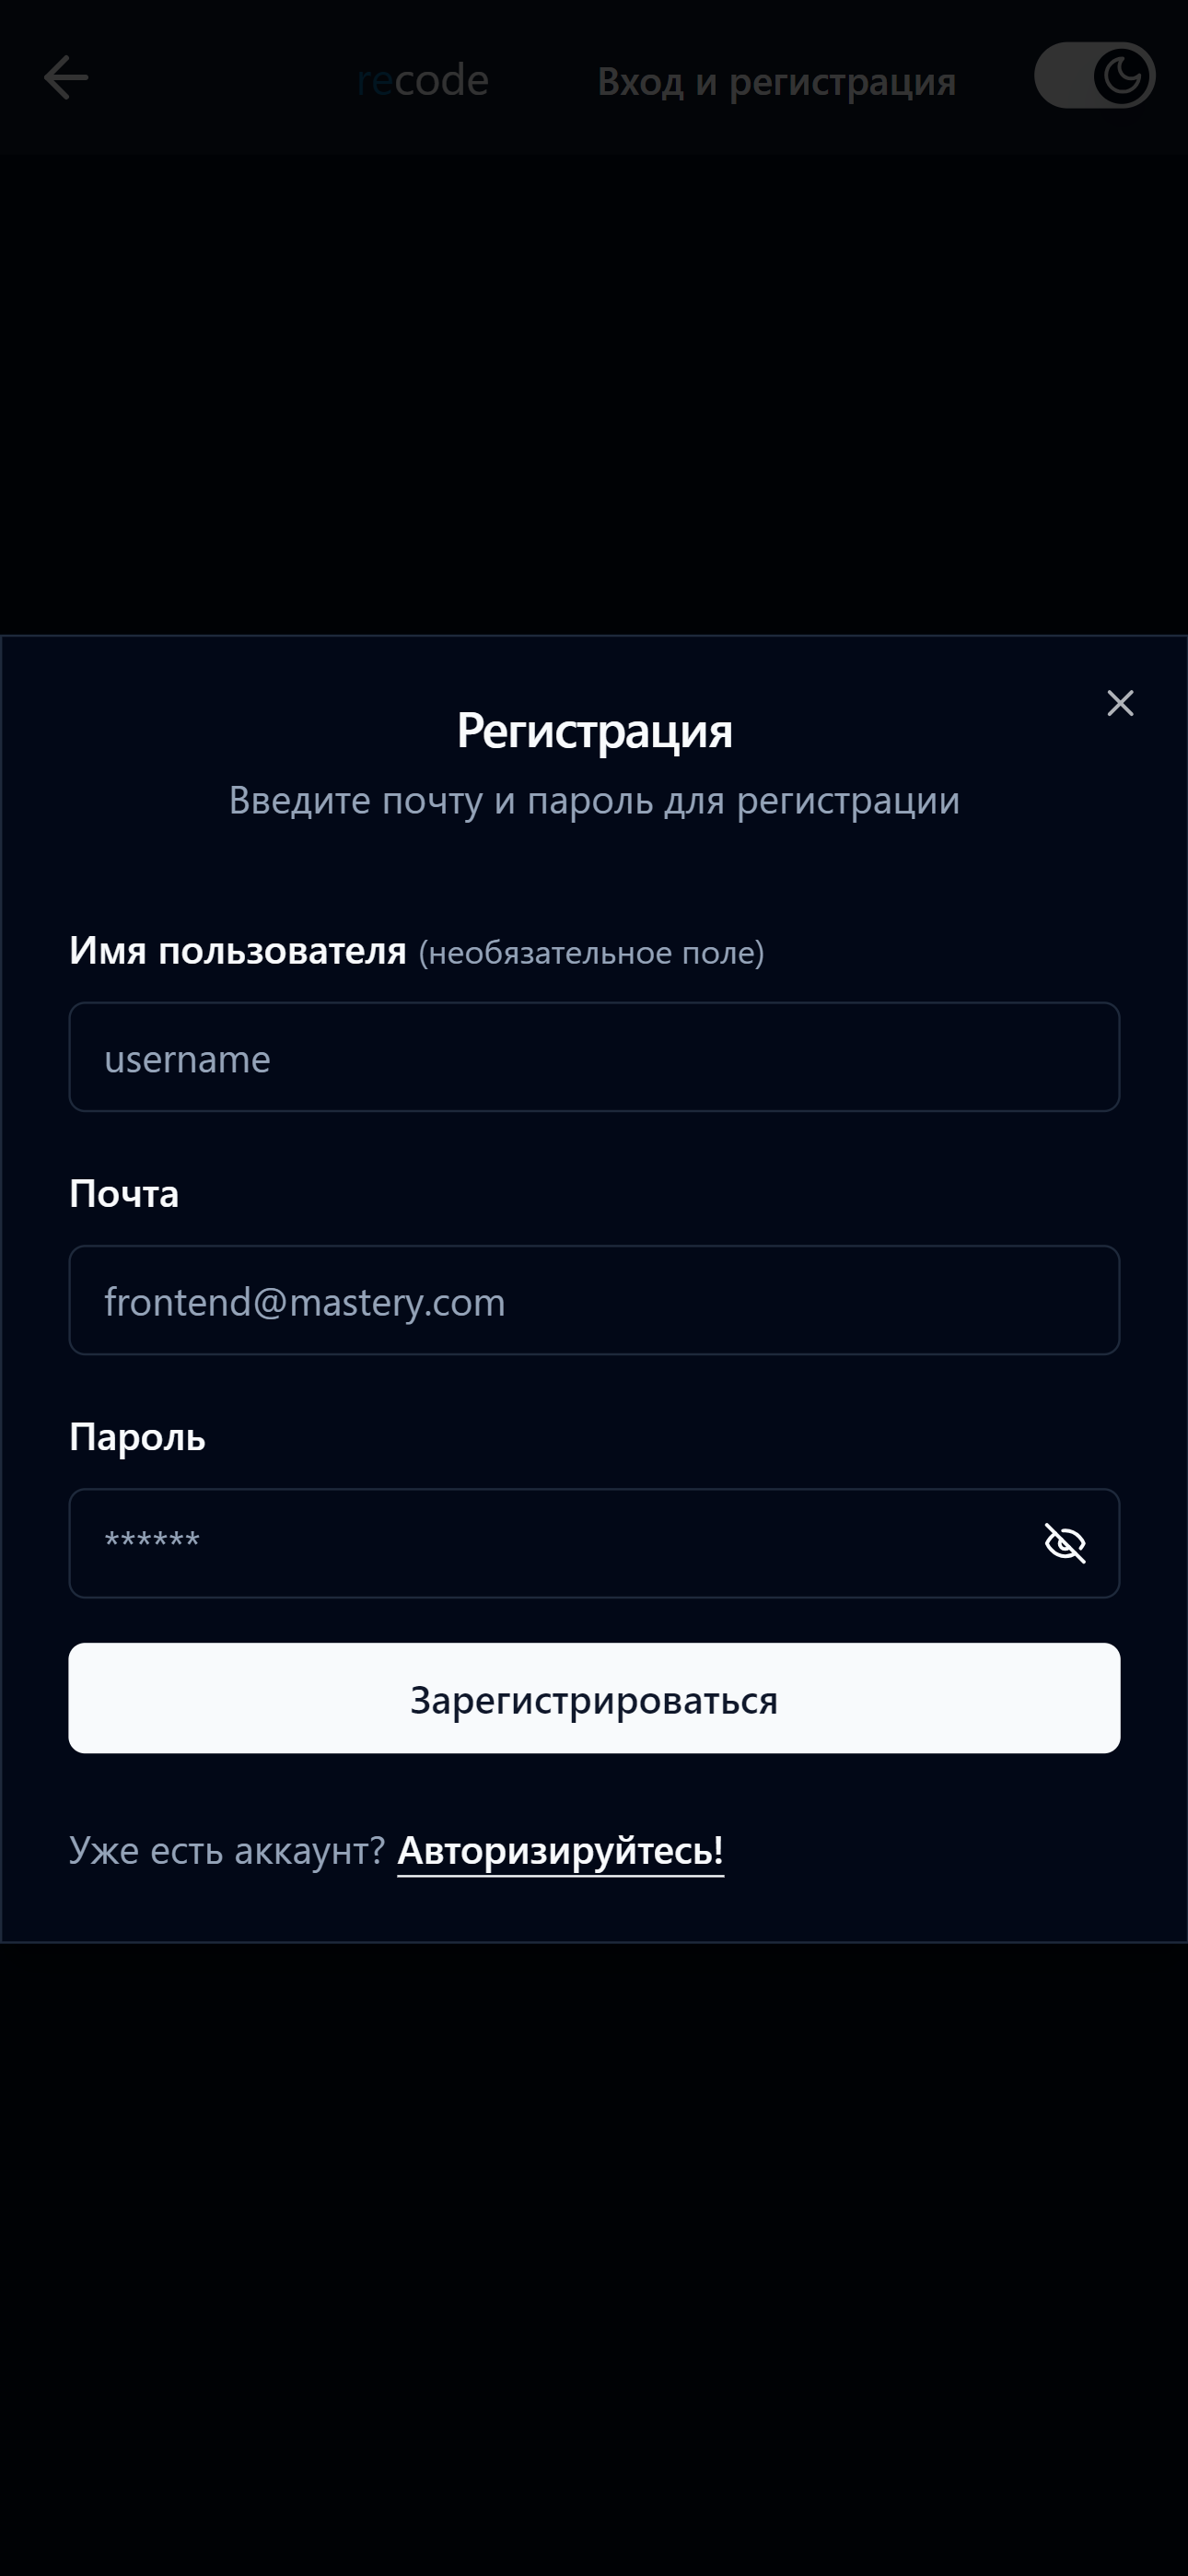 recode Вход и регистрация
Регистрация
Введите почту и пароль для регистрации
Имя пользователя (необязательное поле)
username
Почта
frontend@mastery.com
Пароль
******
Зарегистрироваться
Уже есть аккаунт? Авторизируйтесь!